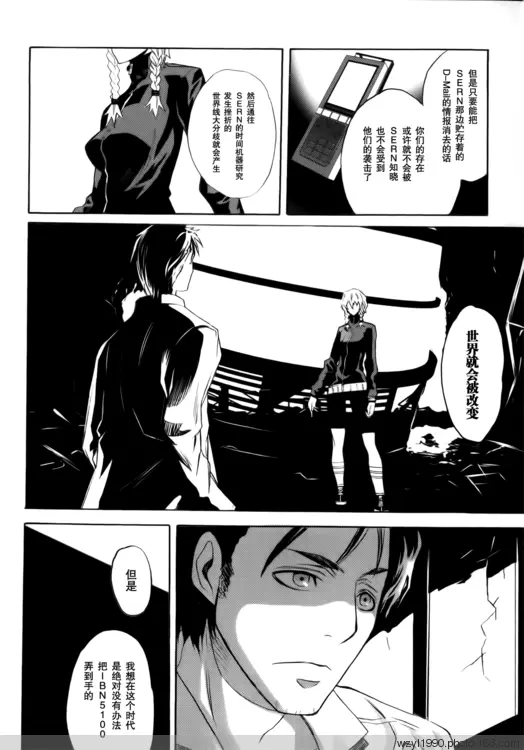 但是只要能把
SERN那边贮存着的
D-Mail的情报消去的话
你们的存在
或许就不会被
SERN知晓
也不会受到
他们的袭击了
然后通往
SERN的时间机器研究
发生挫折的
世界线大分歧就会产生
世界就会被改变
但是
我想在这个时代
是绝对没有办法
把IBN5100
弄到手的
wzyl1990.photo.163.com